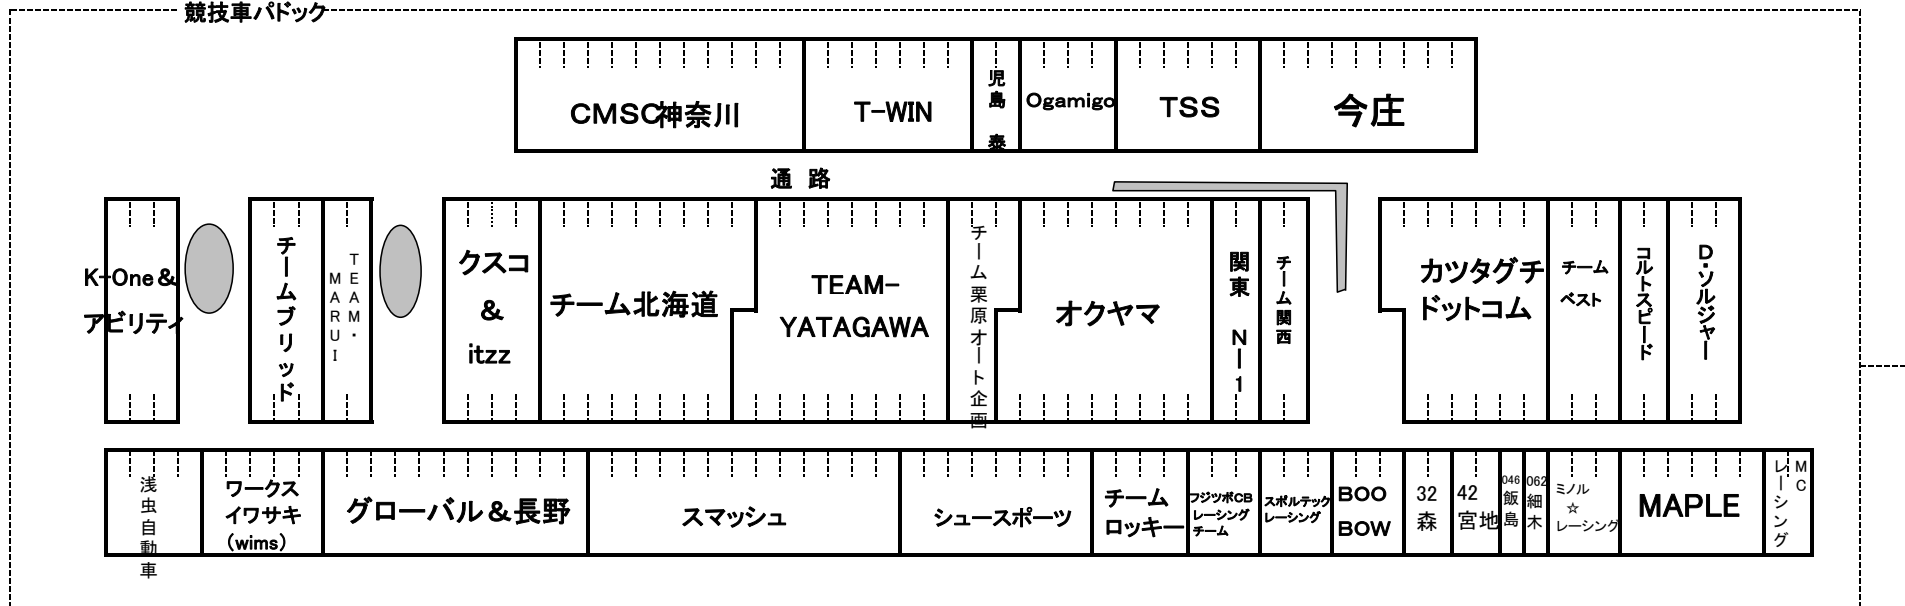 競技車パドック
CMSC神奈川
T-WIN
児島 泰
Ogamigo
TSS
今庄
通 路
K-One＆
アビリティ
チームブリッド
TEAM・
MARUI
クスコ
＆
itzz
チーム北海道
TEAM-
YATAGAWA
チーム栗原オート企画
オクヤマ
関東 N-1
チーム関西
カツタグチ
ドットコム
チーム
ベスト
コルトスピード
D・ソルジャー
浅虫自動車
ワークス
イワサキ
（wims）
グローバル＆長野
スマッシュ
シュースポーツ
チーム
ロッキー
フジツボCB
レーシング
チーム
スポルテック
レーシング
BOO
BOW
32
森
42
宮地
046
飯島
062
細木
ミノル
☆
レーシング
MAPLE
MC
レーシング